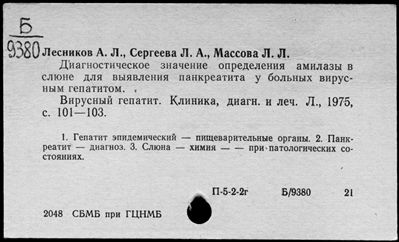 Б
9380
Лесников А. Л., Сергеева Л. А., Массова Л. Л.
Диагностическое значение определения амилазы в
слюне для выявления панкреатита у больных вирус-
ным гепатитом.
Вирусный гепатит. Клиника, диагн. и леч. Л., 1975,
с. 101—103.
1. Гепатит эпидемический — пищеварительные органы. 2. Панк-
реатит — диагноз. 3. Слюна — химия — — при патологических со-
стояниях.
П-5-2-2г Б/9380 21
2048 СБМБ при ГЦНМБ